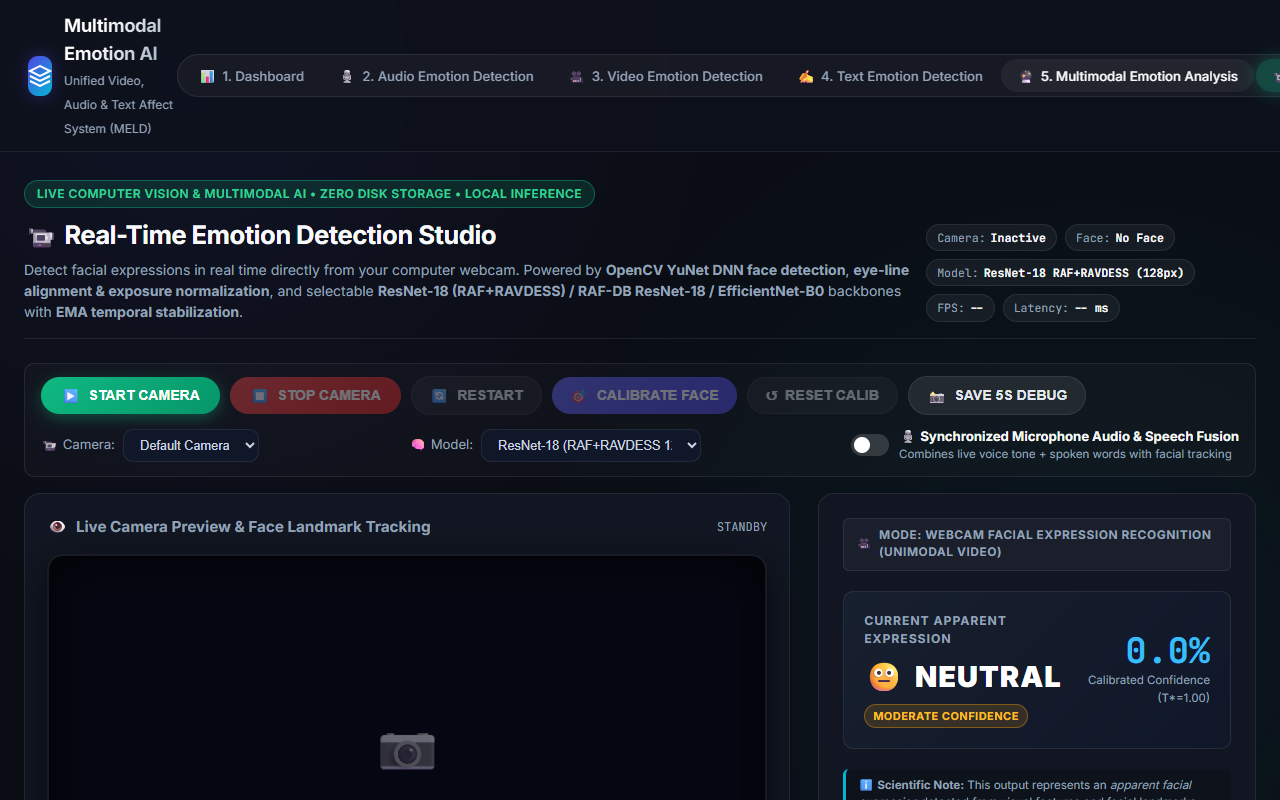 Multimodal
Emotion AI
Unified Video,
Audio & Text Affect
System (MELD)
1. Dashboard
2. Audio Emotion Detection
3. Video Emotion Detection
4. Text Emotion Detection
5. Multimodal Emotion Analysis
LIVE COMPUTER VISION & MULTIMODAL AI • ZERO DISK STORAGE • LOCAL INFERENCE
Real-Time Emotion Detection Studio
Detect facial expressions in real time directly from your computer webcam. Powered by OpenCV YuNet DNN face detection, eye-line
alignment & exposure normalization, and selectable ResNet-18 (RAF+RAVDESS) / RAF-DB ResNet-18 / EfficientNet-B0 backbones
with EMA temporal stabilization.
Camera: Inactive
Face: No Face
Model: ResNet-18 RAF+RAVDESS (128px)
FPS: --
Latency: -- ms
START CAMERA
STOP CAMERA
RESTART
CALIBRATE FACE
↺ RESET CALIB
SAVE 5S DEBUG
Camera:
Default Camera
Model:
ResNet-18 (RAF+RAVDESS 1
Synchronized Microphone Audio & Speech Fusion
Combines live voice tone + spoken words with facial tracking
Live Camera Preview & Face Landmark Tracking
STANDBY
MODE: WEBCAM FACIAL EXPRESSION RECOGNITION
(UNIMODAL VIDEO)
CURRENT APPARENT
EXPRESSION
NEUTRAL
MODERATE CONFIDENCE
0.0%
Calibrated Confidence
(T*=1.00)
Scientific Note: This output represents an apparent facial